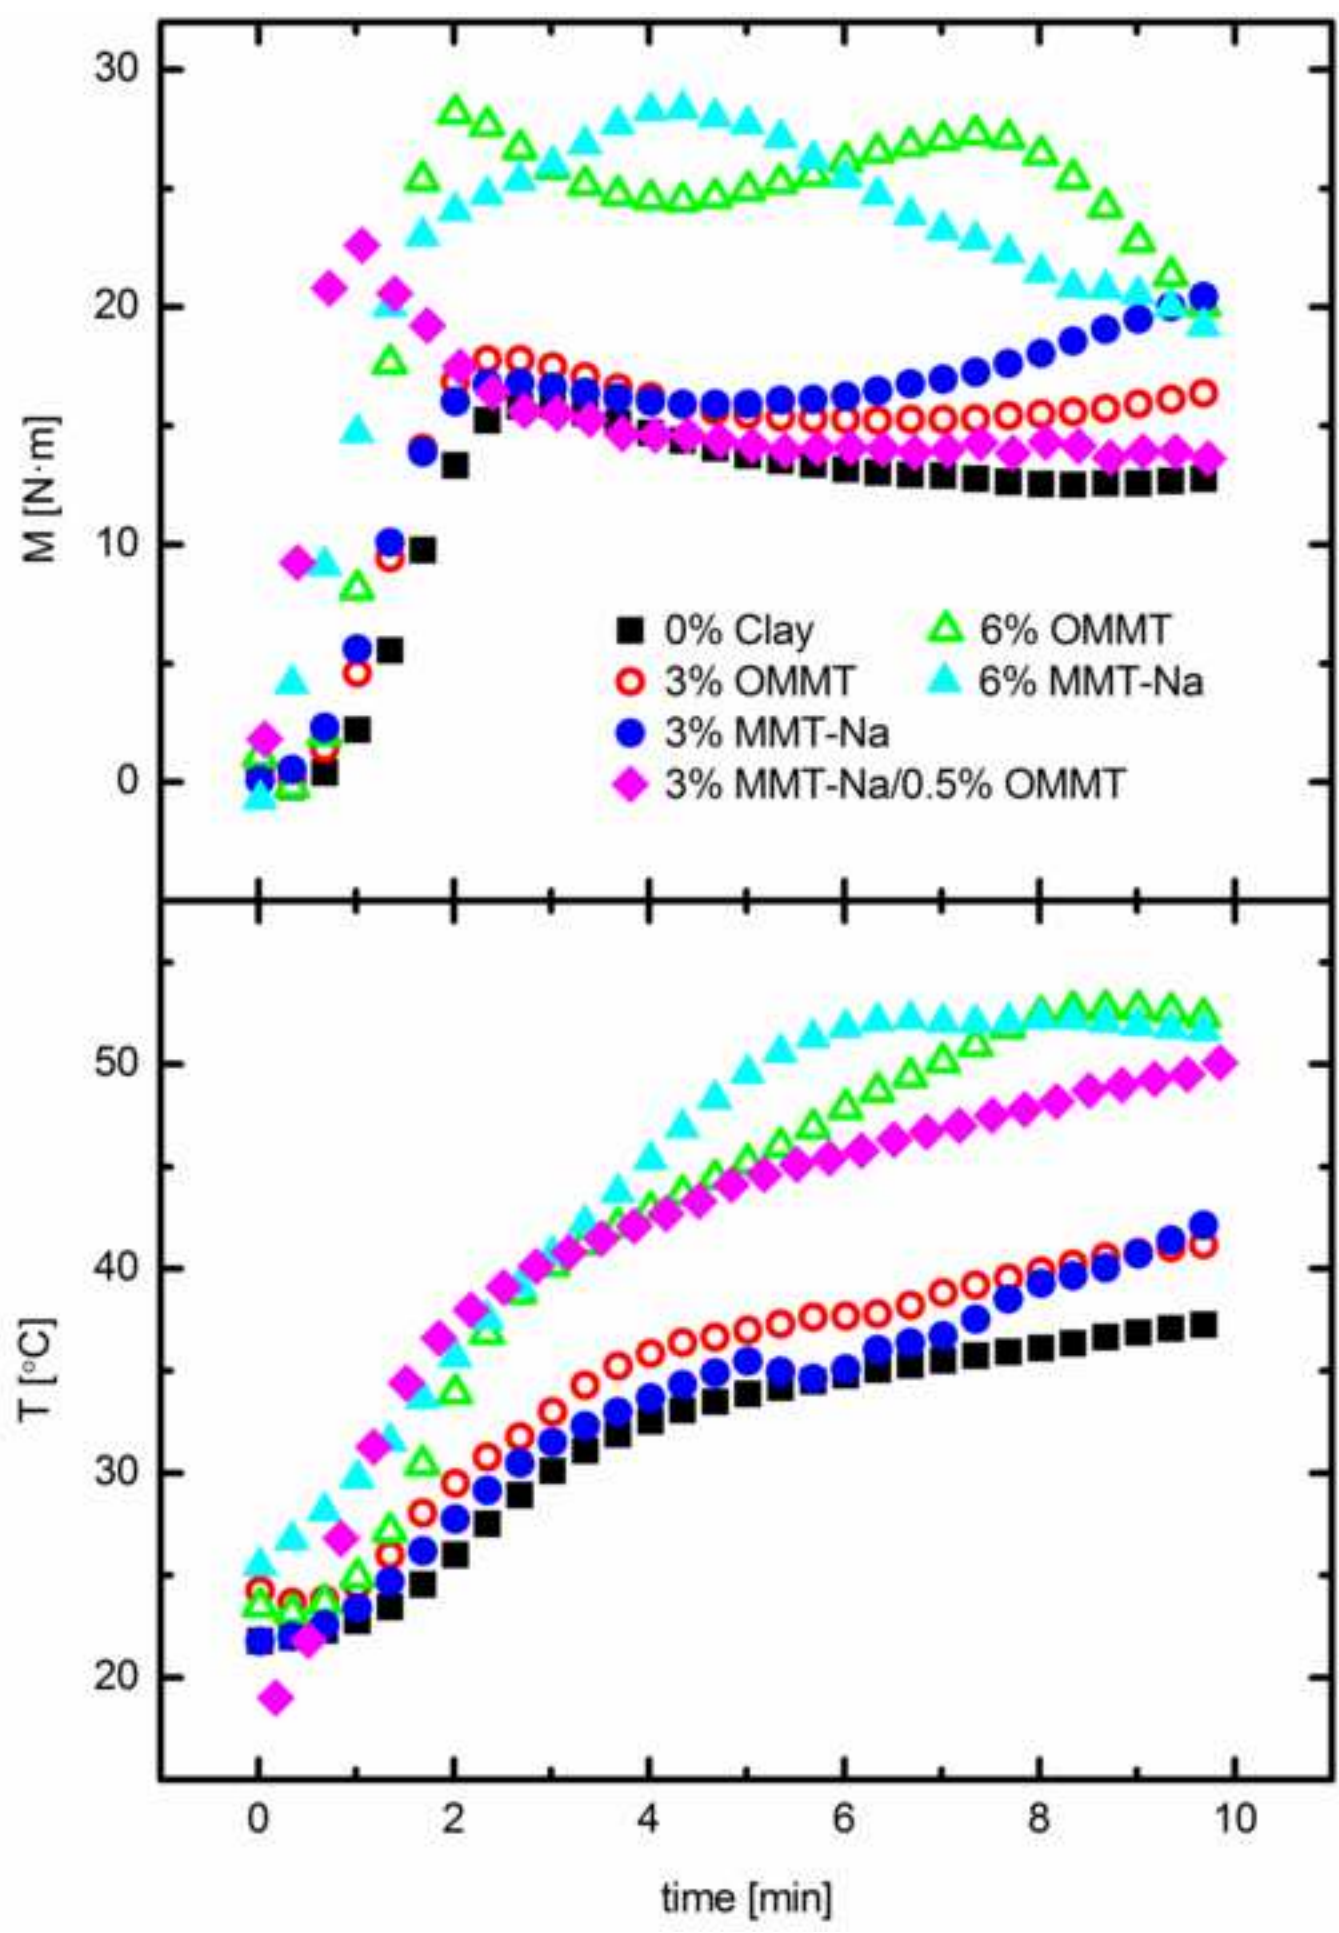 30
20
10
0
M [N·m]
0% Clay
6% OMMT
3% OMMT
6% MMT-Na
3% MMT-Na
3% MMT-Na/0.5% OMMT
50
40
30
20
T [°C]
0 2 4 6 8 10
time [min]